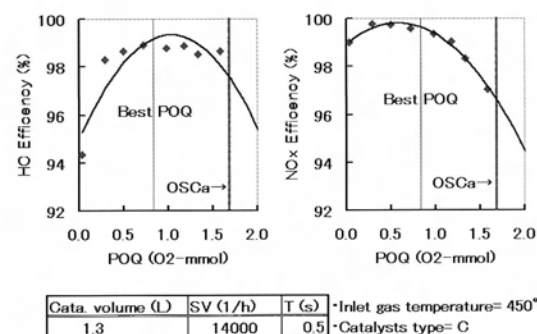 100
98
96
94
92
HC Efficency (%)
Best POQ
OSCa→
0.0 0.5 1.0 1.5 2.0
POQ (O2-mmol)
100
98
96
94
92
NOx Efficency (%)
Best POQ
OSCa→
0.0 0.5 1.0 1.5 2.0
POQ (O2-mmol)
Cata. volume (L) SV (1/h) T (s) ·Inlet gas temperature= 450°
1.3 14000 0.5 ·Catalysts type= C